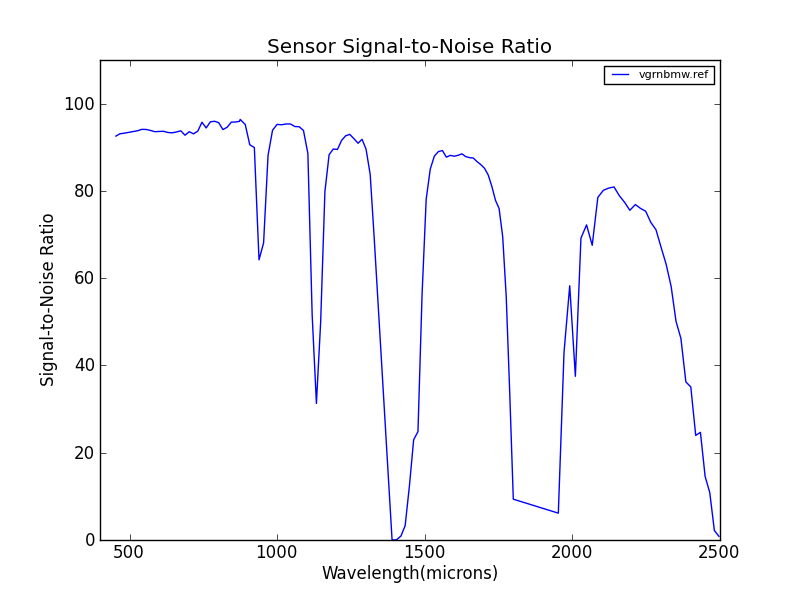 Sensor Signal-to-Noise Ratio
vgrnbmw.ref
Signal-to-Noise Ratio
100
80
60
40
20
0
500
1000
1500
2000
2500
Wavelength(microns)